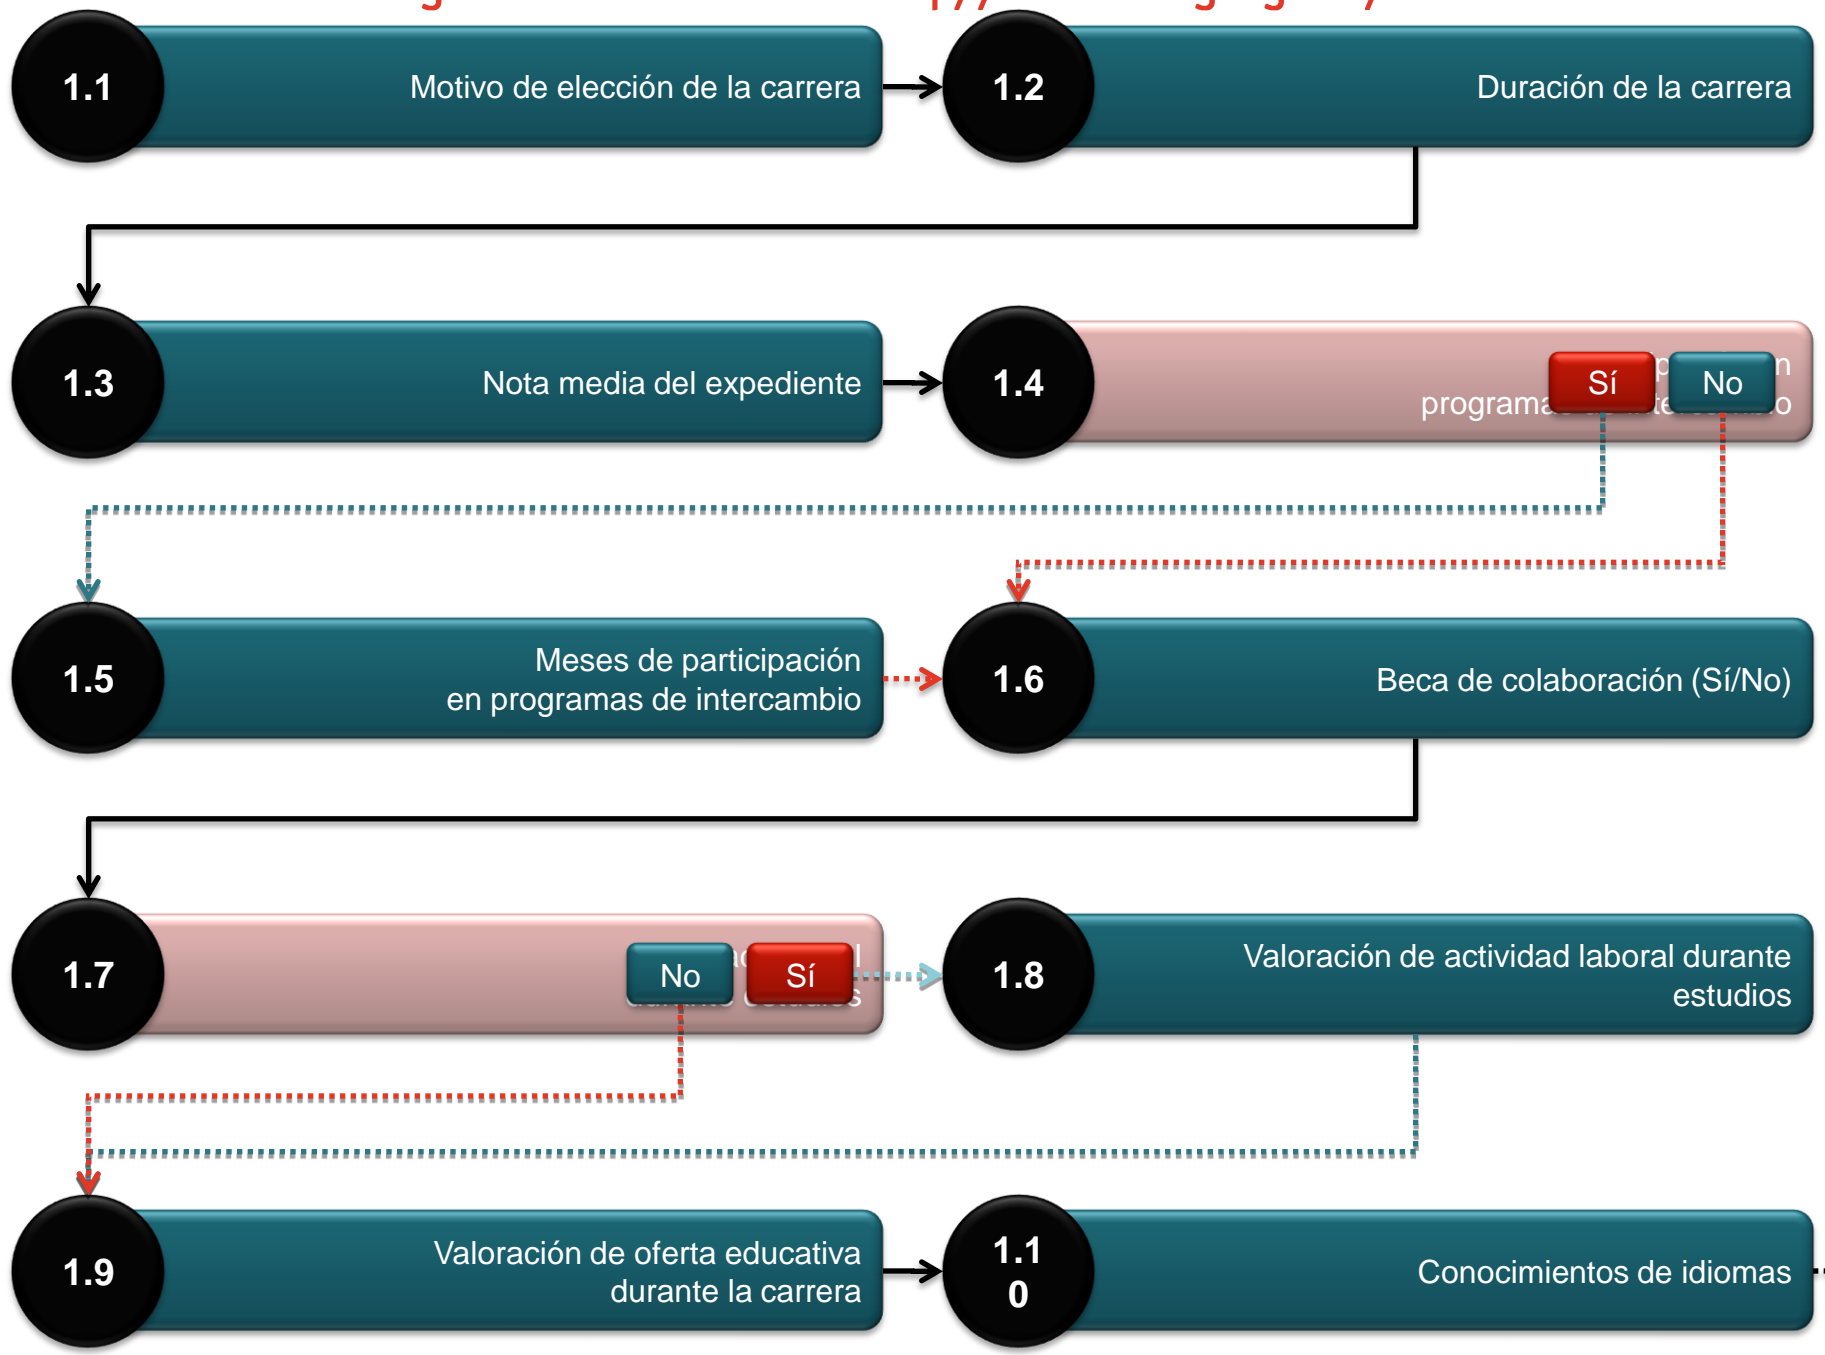 1.1
Motivo de elección de la carrera
1.2
Duración de la carrera
1.3
Nota media del expediente
1.4
Sí
No
1.5
Meses de participación
en programas de intercambio
1.6
Beca de colaboración (Sí/No)
1.7
No
Sí
1.8
Valoración de actividad laboral durante
estudios
1.9
Valoración de oferta educativa
durante la carrera
1.1
0
Conocimientos de idiomas